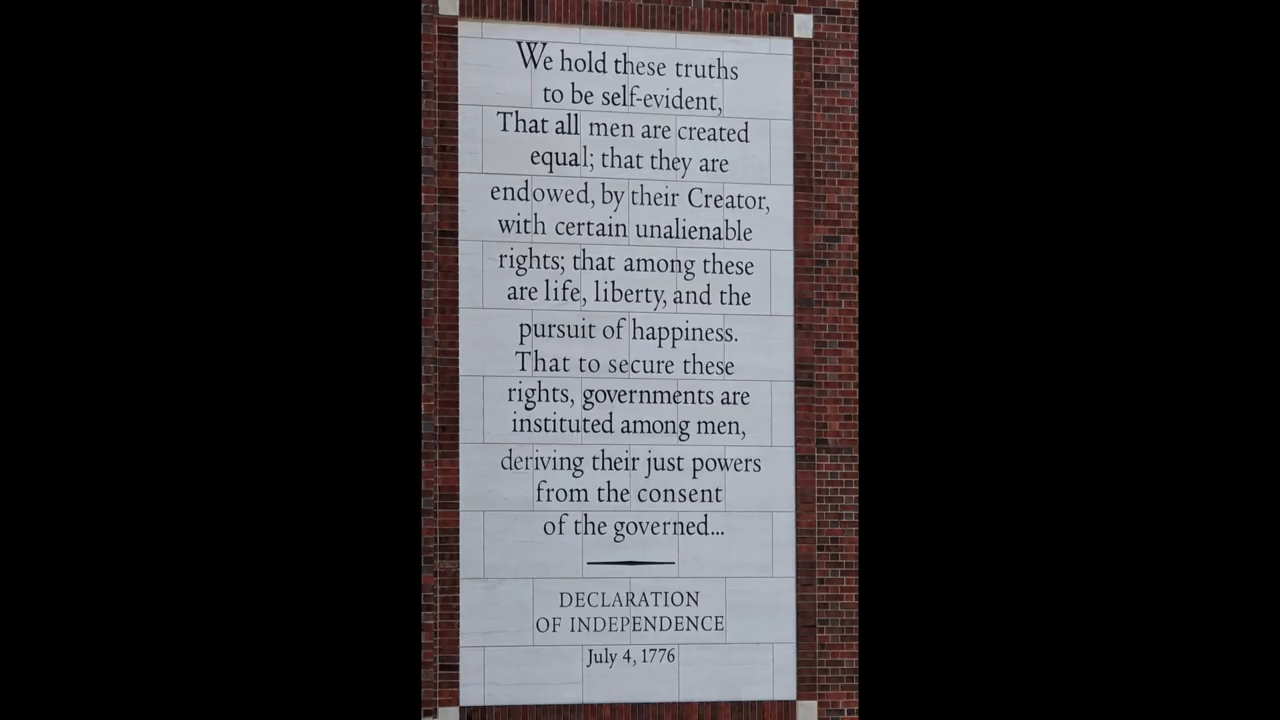 We hold these truths
to be self-evident,
That all men are created
equal; that they are
endowed, by their Creator,
with certain unalienable
rights; that among these
are life, liberty, and the
pursuit of happiness.
That to secure these
rights, governments are
instituted among men,
deriving their just powers
from the consent
of the governed...
DECLARATION
OF INDEPENDENCE
July 4, 1776